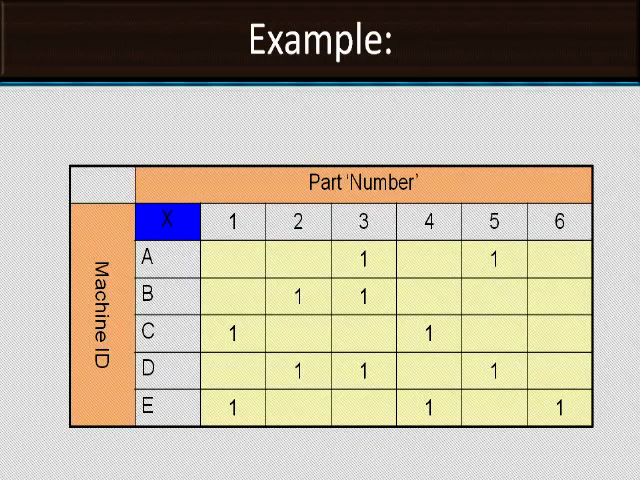 Example:
Part 'Number'
X 1 2 3 4 5 6
Machine ID
A 1 1
B 1 1
C 1 1
D 1 1 1
E 1 1 1